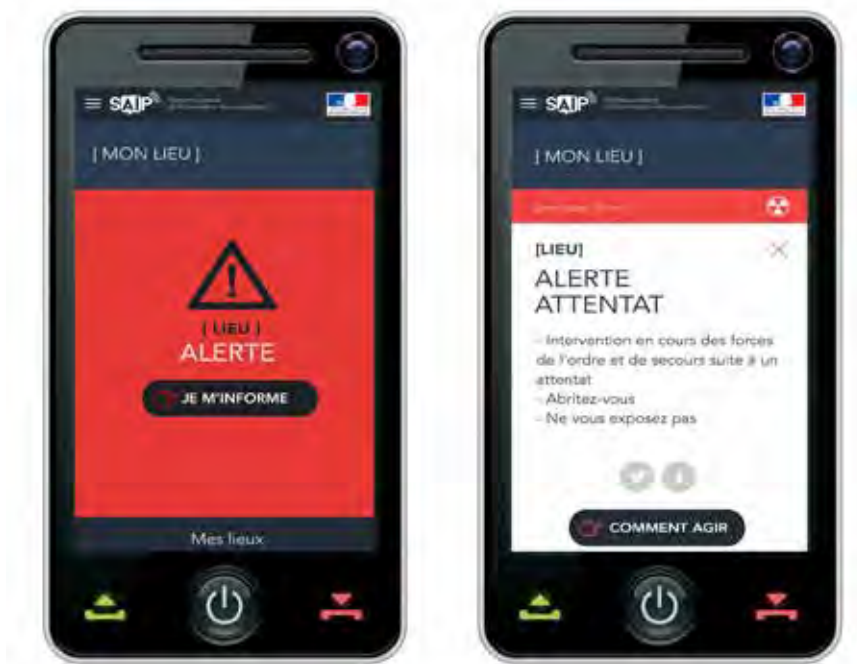 SAIP
[ MON LIEU ]
[ LIEU ]
ALERTE
JE M'INFORME
Mes lieux
SAIP
[ MON LIEU ]
[LIEU]
ALERTE
ATTENTAT
- Intervention en cours des forces
de l'ordre et de secours suite à un
attentat
- Abritez-vous
- Ne vous exposez pas
COMMENT AGIR